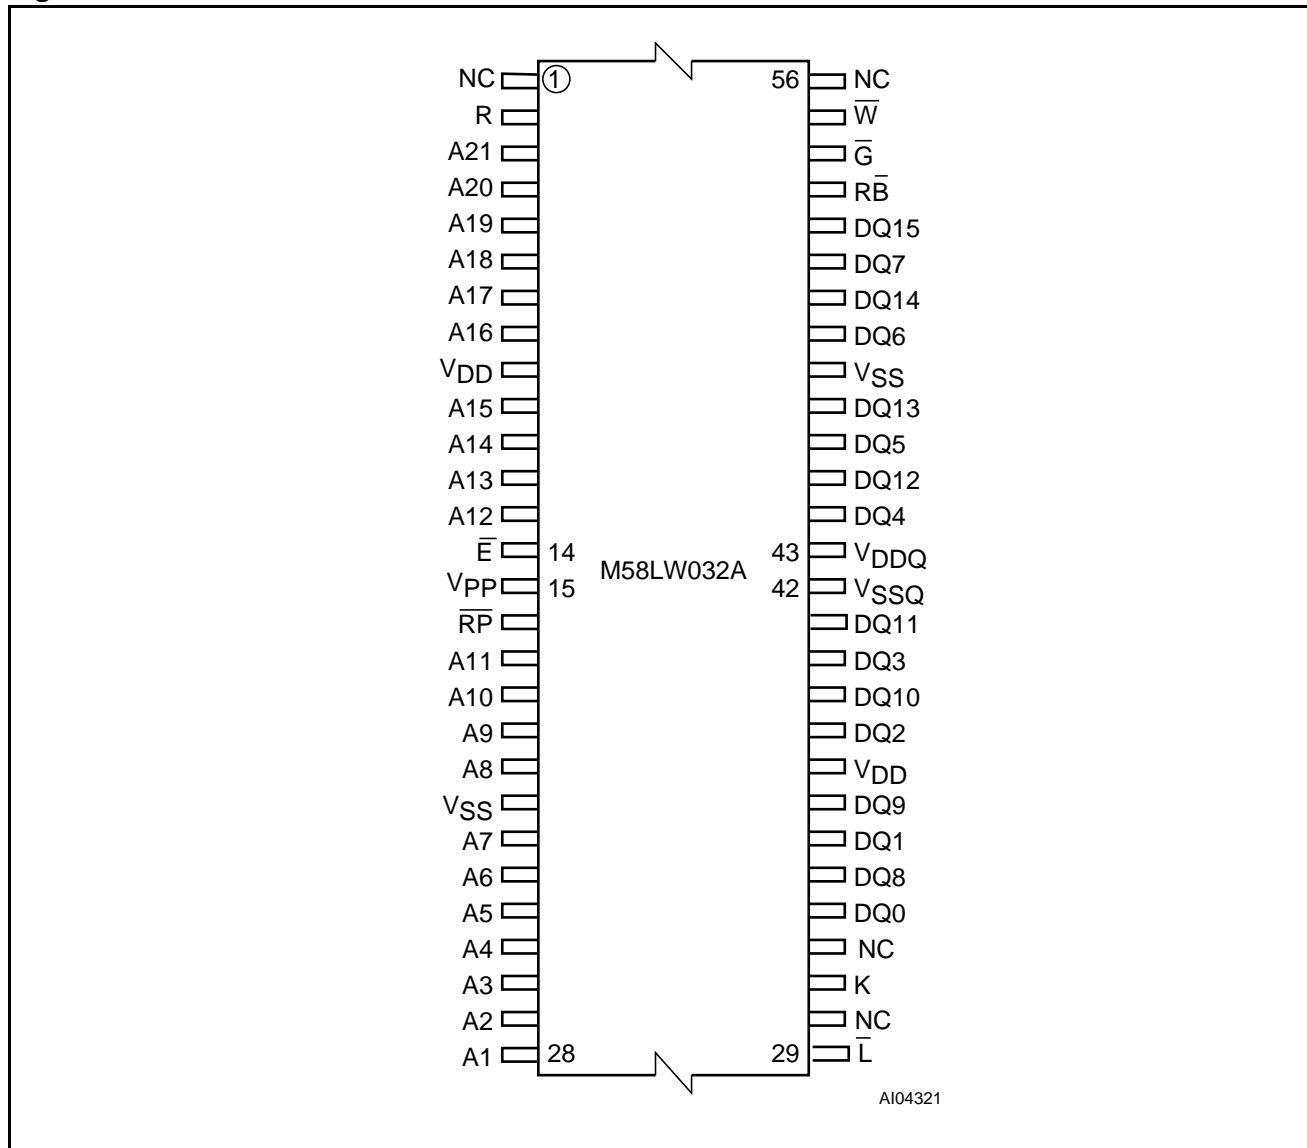 NC 1 56 NC
R W̅
A21 G̅
A20 RB̅
A19 DQ15
A18 DQ7
A17 DQ14
A16 DQ6
VDD VSS
A15 DQ13
A14 DQ5
A13 DQ12
A12 DQ4
E̅ 14 43 VDDQ
M58LW032A
VPP 15 42 VSSQ
R̅P̅ DQ11
A11 DQ3
A10 DQ10
A9 DQ2
A8 VDD
VSS DQ9
A7 DQ1
A6 DQ8
A5 DQ0
A4 NC
A3 K
A2 NC
A1 28 29 L̅
AI04321